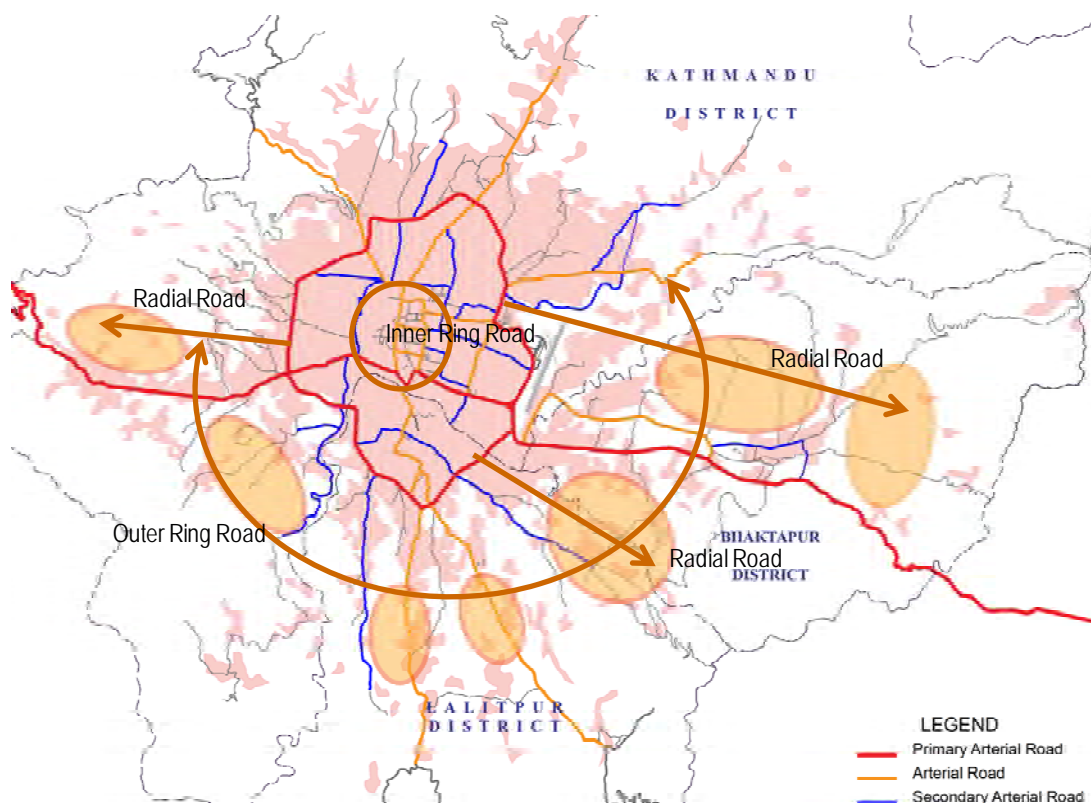 KATHMANDU
DISTRICT
Radial Road
Inner Ring Road
Radial Road
Outer Ring Road
Radial Road
BHAKTAPUR
DISTRICT
LALITPUR
DISTRICT
LEGEND
Primary Arterial Road
Arterial Road
Secondary Arterial Road